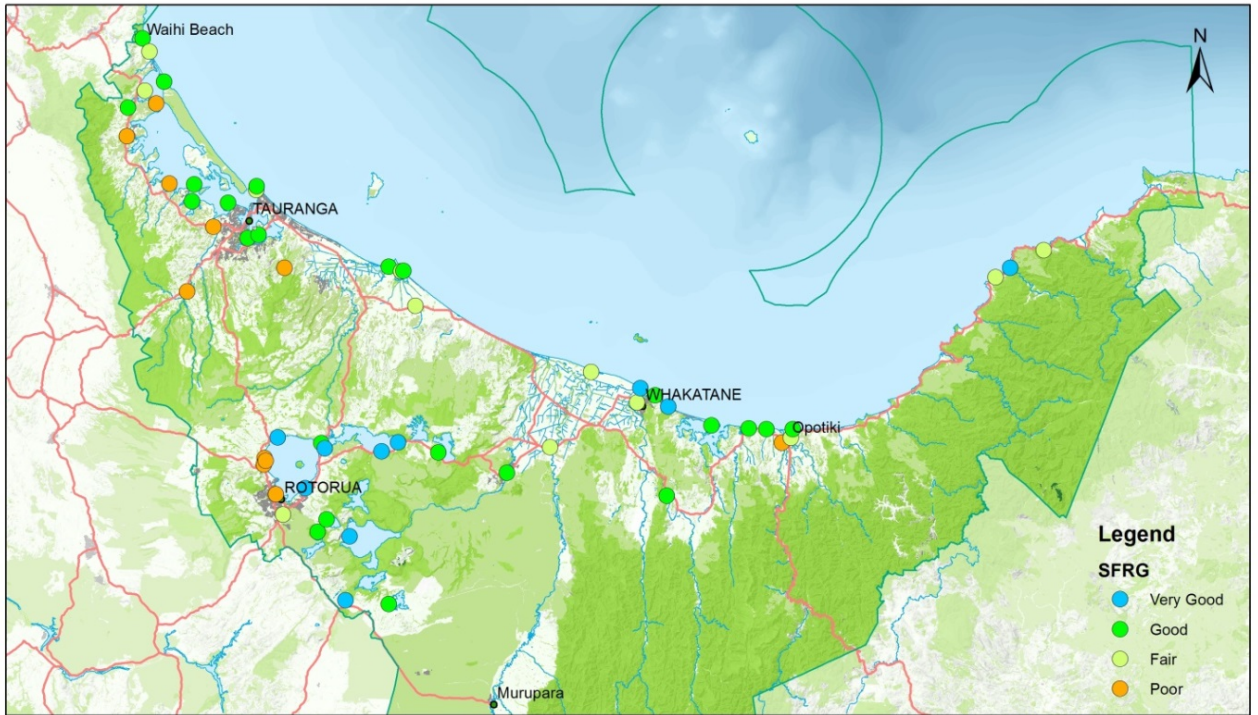 Waihi Beach
N
TAURANGA
WHAKATANE
Opotiki
ROTORUA
Legend
SFRG
Very Good
Good
Fair
Poor
Murupara